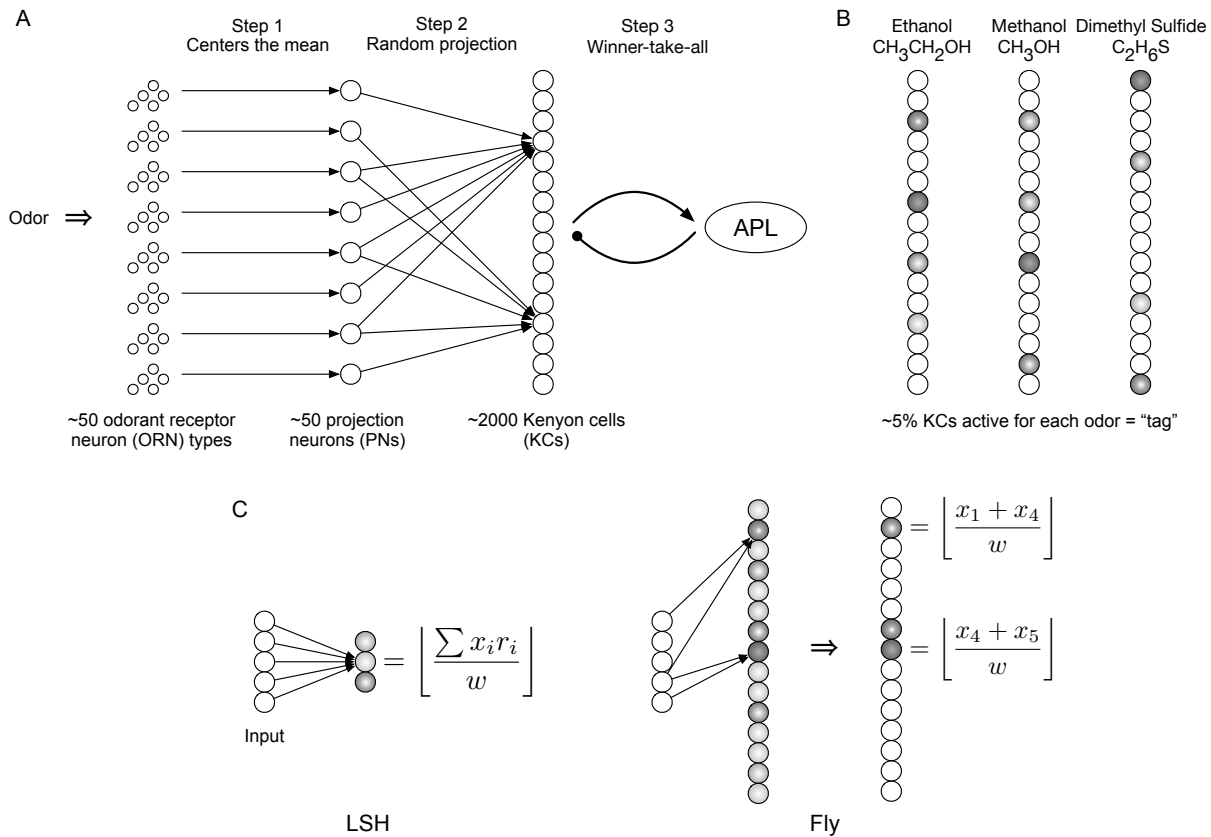 A
Step 1
Centers the mean
Step 2
Random projection
Step 3
Winner-take-all
Odor ⇒
APL
~50 odorant receptor
neuron (ORN) types
~50 projection
neurons (PNs)
~2000 Kenyon cells
(KCs)
B
Ethanol
CH₃CH₂OH
Methanol
CH₃OH
Dimethyl Sulfide
C₂H₆S
~5% KCs active for each odor = “tag”
C
Input
= ⌊ ∑ xᵢrᵢ / w ⌋
LSH
⇒
= ⌊ x₁ + x₄ / w ⌋
= ⌊ x₄ + x₅ / w ⌋
Fly